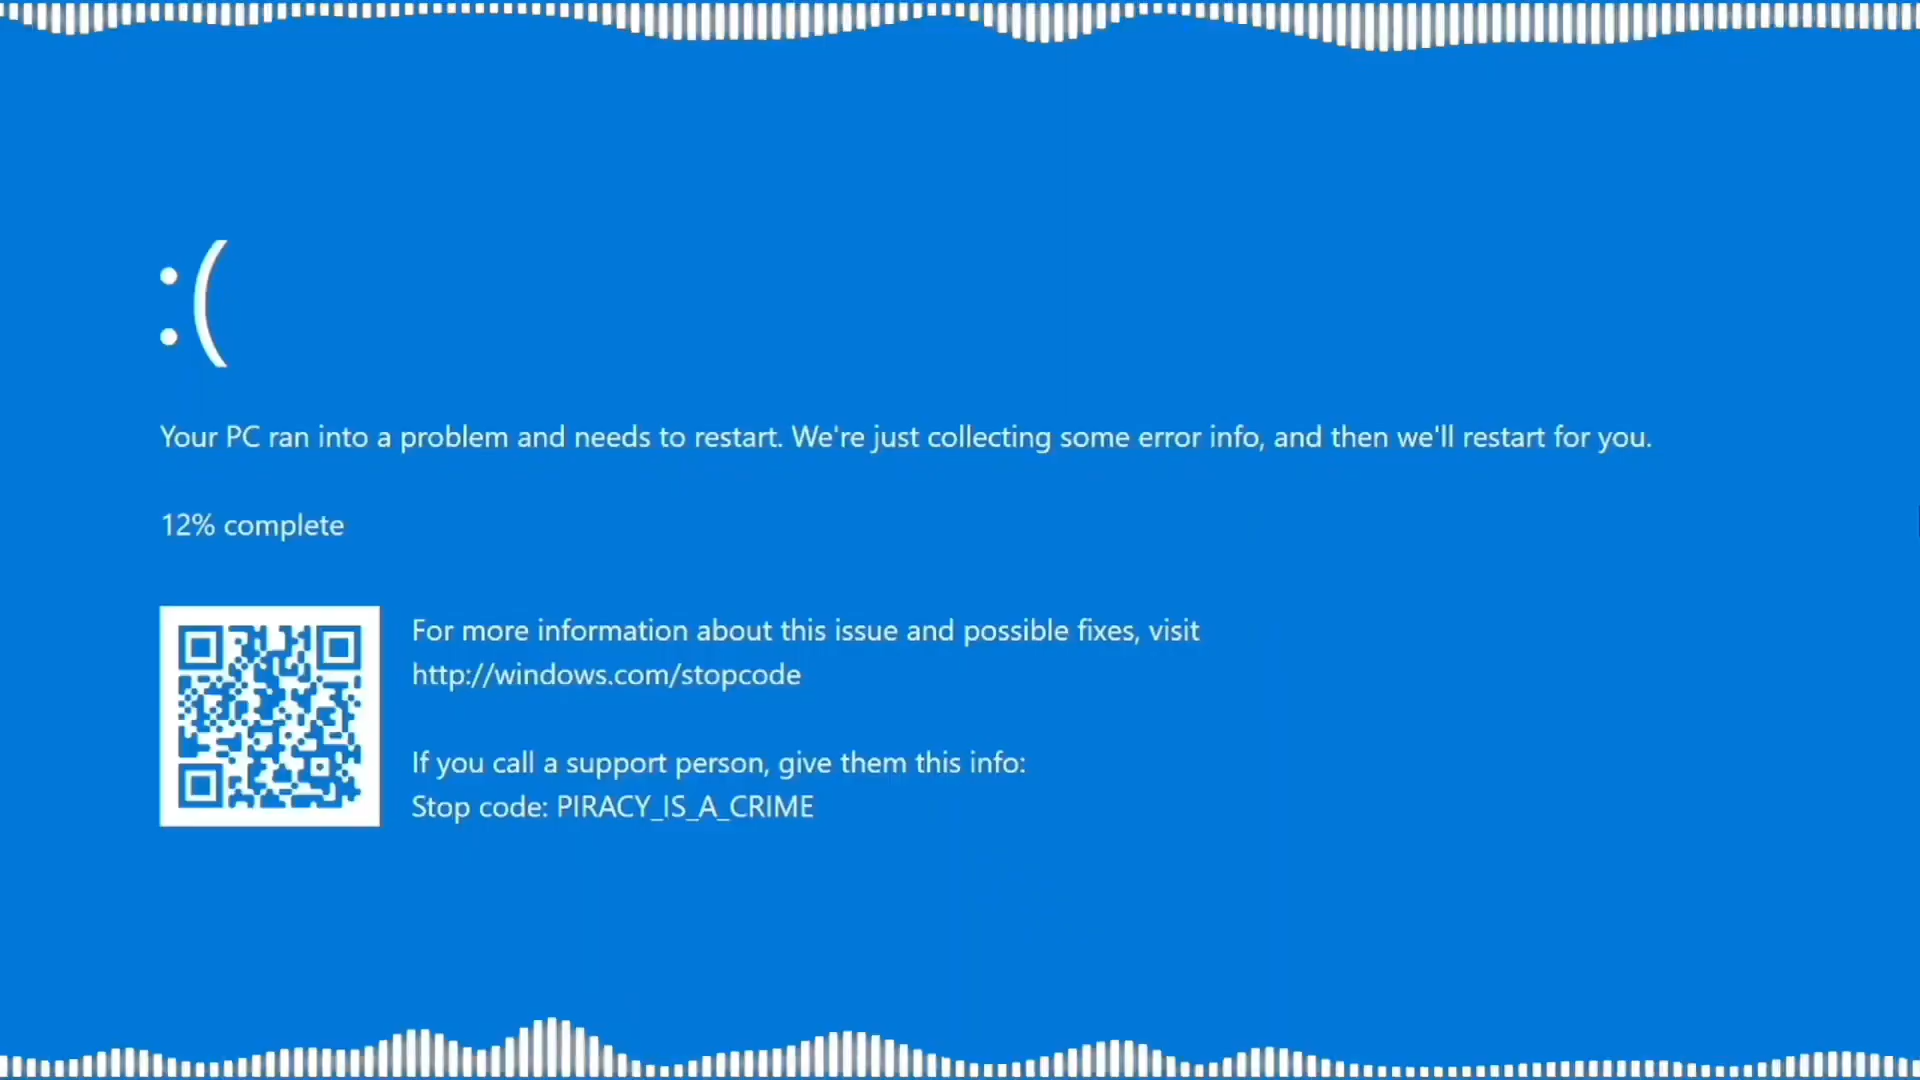 :(
Your PC ran into a problem and needs to restart. We're just collecting some error info, and then we'll restart for you.
12% complete
For more information about this issue and possible fixes, visit
http://windows.com/stopcode
If you call a support person, give them this info:
Stop code: PIRACY_IS_A_CRIME